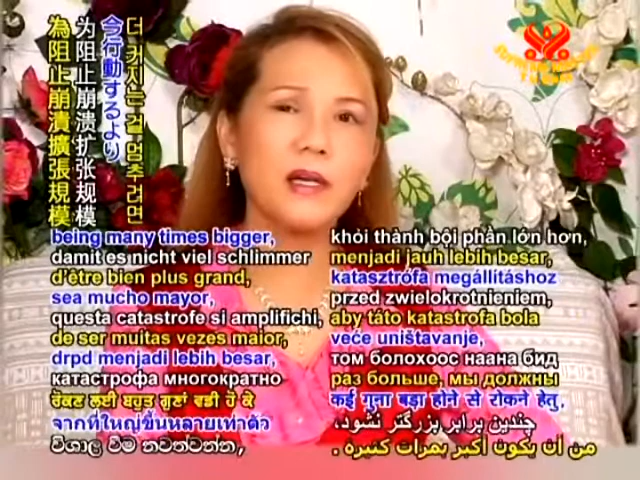 為阻止崩潰擴張規模
为阻止崩溃扩张规模
今行動するより
더 커지는 걸 멈추려면
being many times bigger,
damit es nicht viel schlimmer
d'être bien plus grand,
sea mucho mayor,
questa catastrofe si amplifichi,
de ser muitas vezes maior,
drpd menjadi lebih besar,
катастрофа многократно
ਰੋਕਣ ਲਈ ਬਹੁਤ ਗੁਣਾਂ ਵਡੀ ਹੋ ਕੇ
จากที่ใหญ่ขึ้นหลายเท่าตัว
විශාල වීම නවත්වන්න,
khỏi thành bội phần lớn hơn,
menjadi jauh lebih besar,
katasztrófa megállításhoz
przed zwielokrotnieniem,
aby táto katastrofa bola
veće uništavanje,
том болохоос наана бид
раз больше, мы должны
कई गुना बड़ा होने से रोकने हेतु,
چندین برابر بزرگتر نشود،
من أن يكون أكبر بمرات كثيرة .